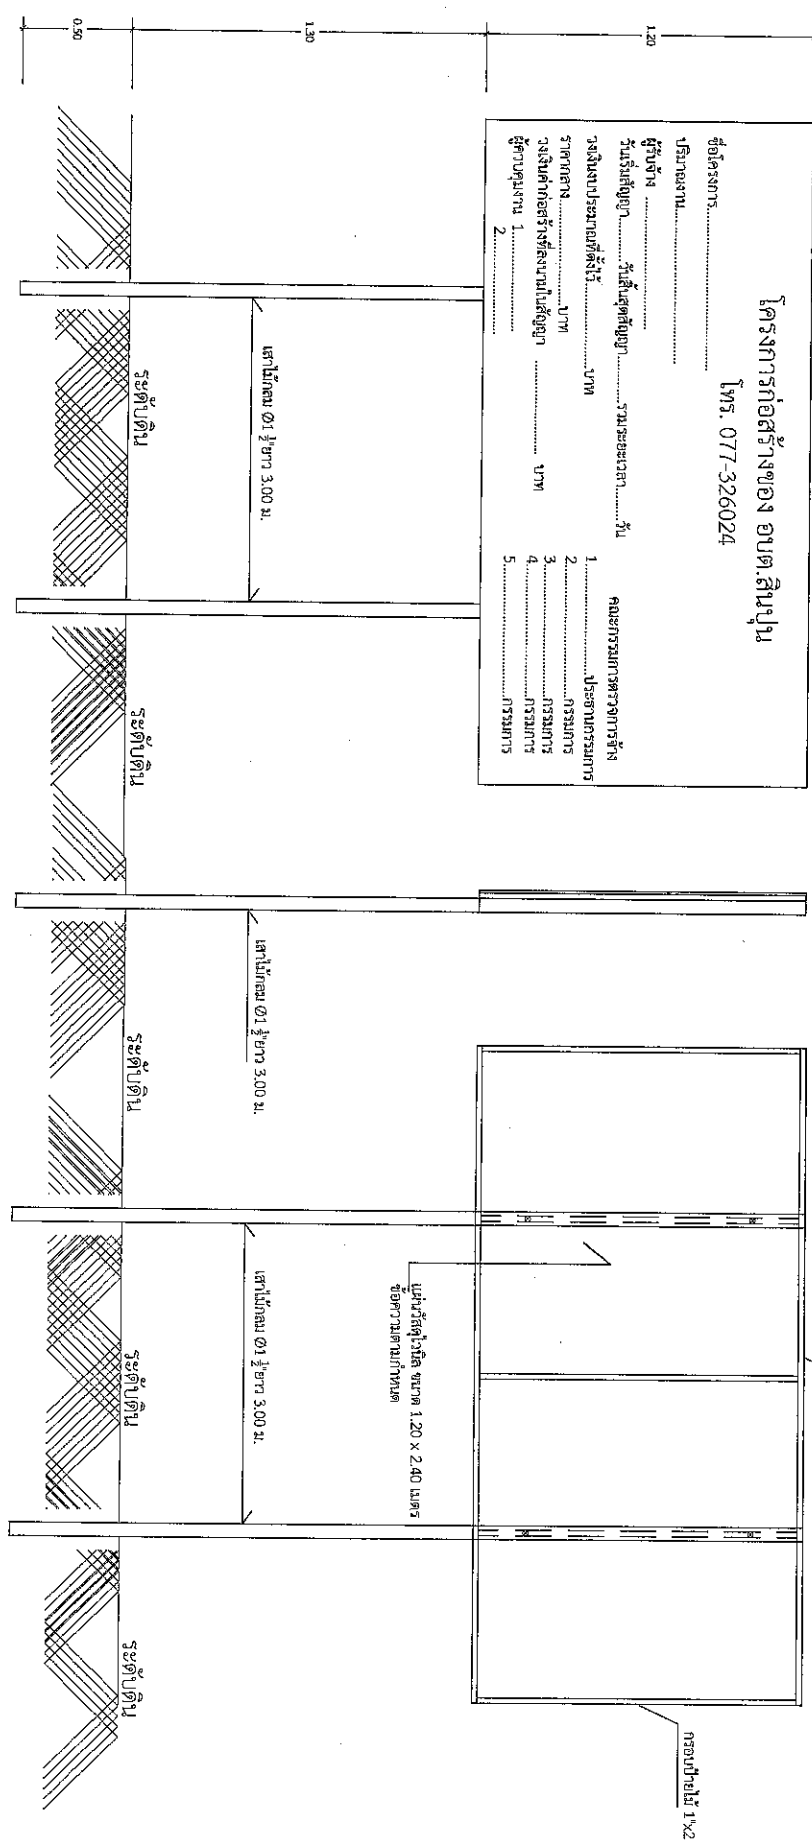 โครงการก่อสร้างของ อบต.สินปุน
โทร. 077-326024
ชื่อโครงการ....................................
ปริมาณงาน....................................
ผู้รับจ้าง ....................................
วันเริ่มสัญญา............วันสิ้นสุดสัญญา............รวมระยะเวลา.........วัน
วงเงินงบประมาณที่ตั้งไว้....................บาท
ราคากลาง....................บาท
วงเงินค่าก่อสร้างที่ลงนามในสัญญา .................... บาท
ผู้ควบคุมงาน 1....................
2....................
คณะกรรมการตรวจการจ้าง
1....................ประธานกรรมการ
2....................กรรมการ
3....................กรรมการ
4....................กรรมการ
5....................กรรมการ
1.20
1.30
0.50
เสาไม้กลม Ø1 ½"ยาว 3.00 ม.
เสาไม้กลม Ø1 ½"ยาว 3.00 ม.
เสาไม้กลม Ø1 ½"ยาว 3.00 ม.
ระดับดิน
ระดับดิน
ระดับดิน
ระดับดิน
ระดับดิน
แผ่นวัสดุไวนิล ขนาด 1.20 x 2.40 เมตร
ข้อความตามกำหนด
กรอบป้ายไม้ 1"x2